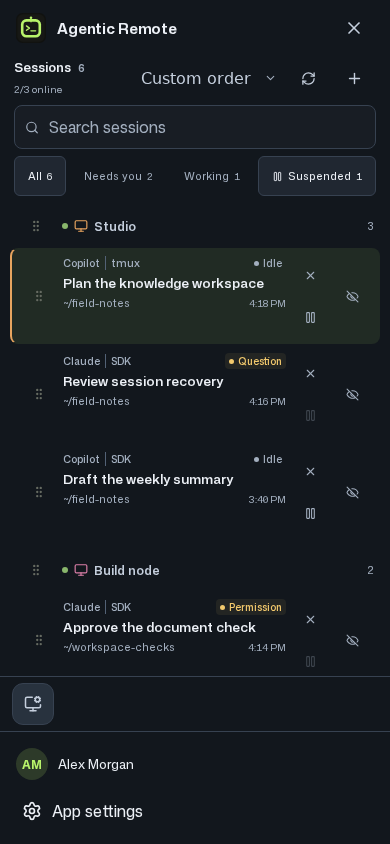 Agentic Remote
Sessions 6
2/3 online
Custom order
Search sessions
All 6
Needs you 2
Working 1
Suspended 1
Studio 3
Copilot | tmux
Idle
Plan the knowledge workspace
~/field-notes
4:18 PM
Claude | SDK
Question
Review session recovery
~/field-notes
4:16 PM
Copilot | SDK
Idle
Draft the weekly summary
~/field-notes
3:40 PM
Build node 2
Claude | SDK
Permission
Approve the document check
~/workspace-checks
4:14 PM
AM
Alex Morgan
App settings